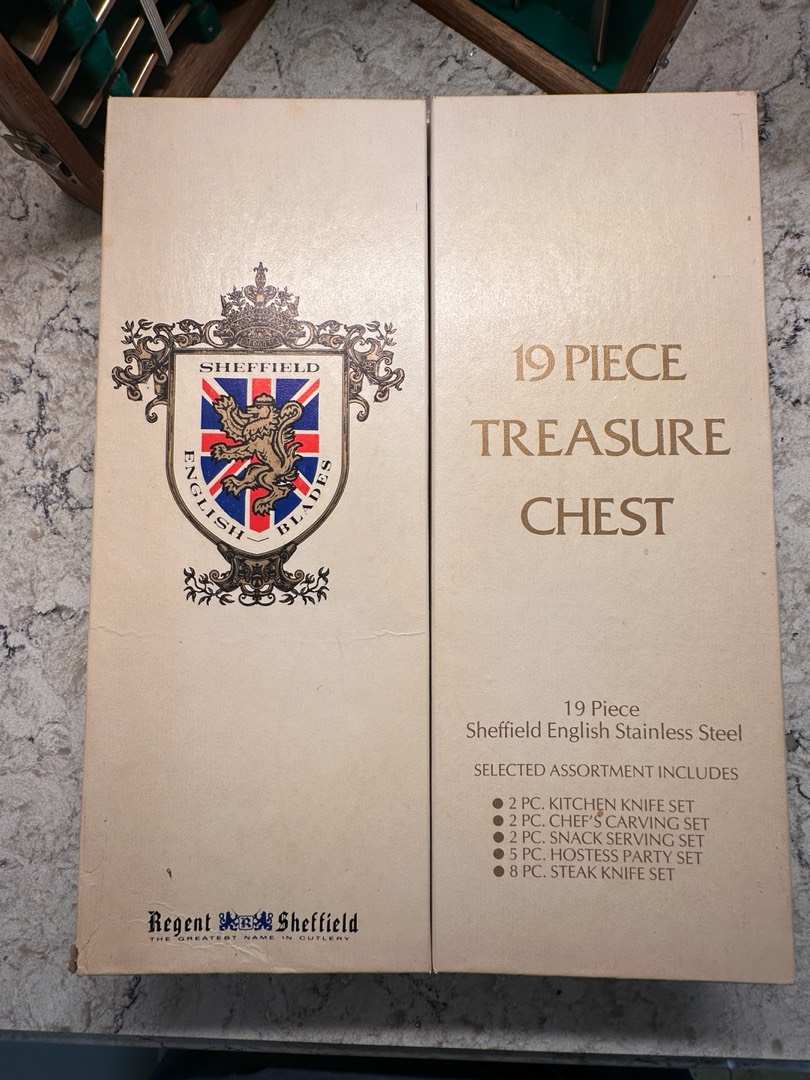 SHEFFIELD
ENGLISH BLADES
Regent R Sheffield
THE GREATEST NAME IN CUTLERY
19 PIECE
TREASURE
CHEST
19 Piece
Sheffield English Stainless Steel
SELECTED ASSORTMENT INCLUDES
● 2 PC. KITCHEN KNIFE SET
● 2 PC. CHEF'S CARVING SET
● 2 PC. SNACK SERVING SET
● 5 PC. HOSTESS PARTY SET
● 8 PC. STEAK KNIFE SET